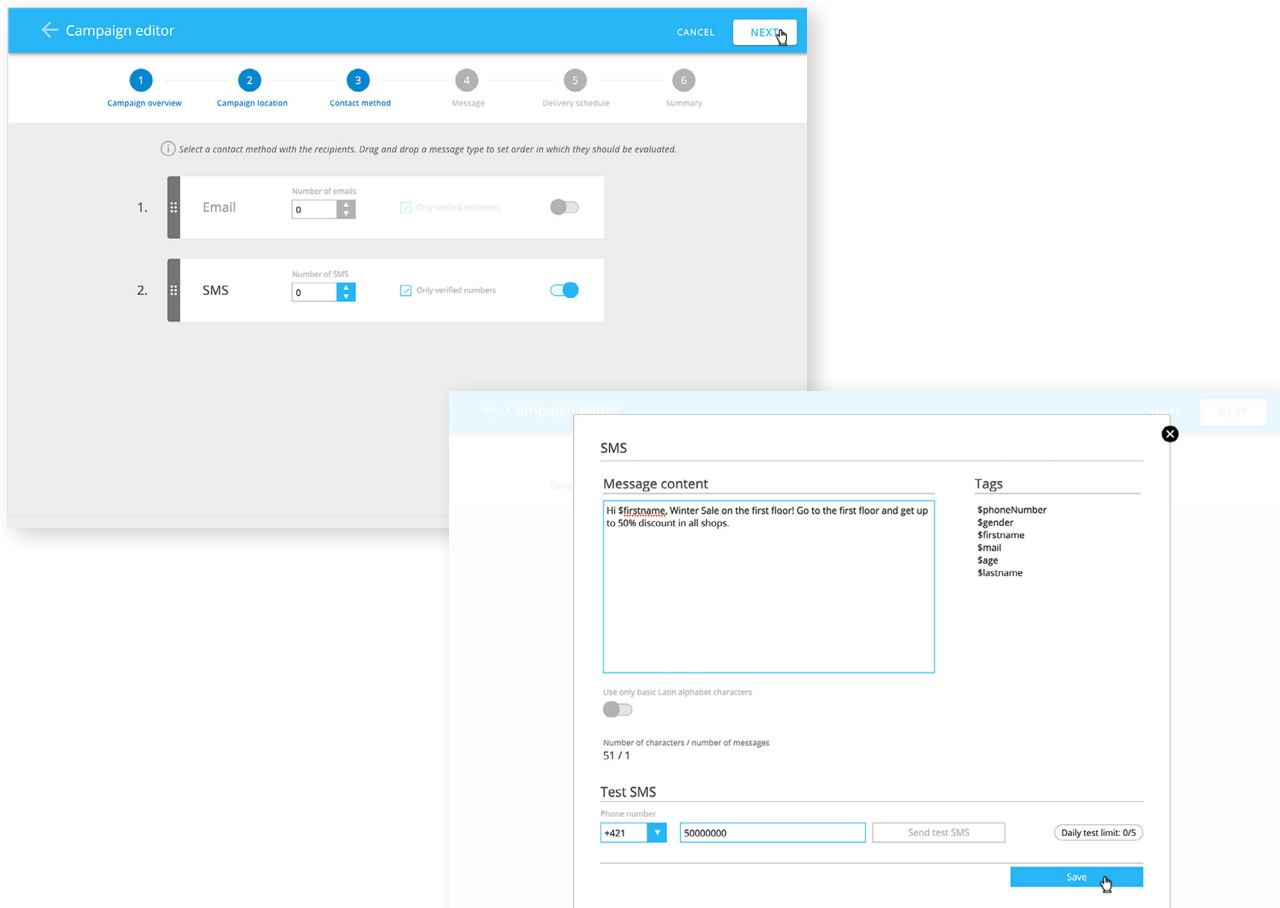 Campaign editor
CANCEL
NEXT
1
2
3
4
5
6
Campaign overview
Campaign location
Contact method
Message
Delivery schedule
Summary
Select a contact method with the recipients. Drag and drop a message type to set order in which they should be evaluated.
1.
Email
Number of emails
0
Only verified addresses
2.
SMS
Number of SMS
0
Only verified numbers
Campaign editor
CANCEL
NEXT
SMS
Message content
Hi $firstname, Winter Sale on the first floor! Go to the first floor and get up
to 50% discount in all shops.
Tags
$phoneNumber
$gender
$firstname
$mail
$age
$lastname
Use only basic Latin alphabet characters
Number of characters / number of messages
51 / 1
Test SMS
Phone number
+421
50000000
Send test SMS
Daily test limit: 0/5
Save